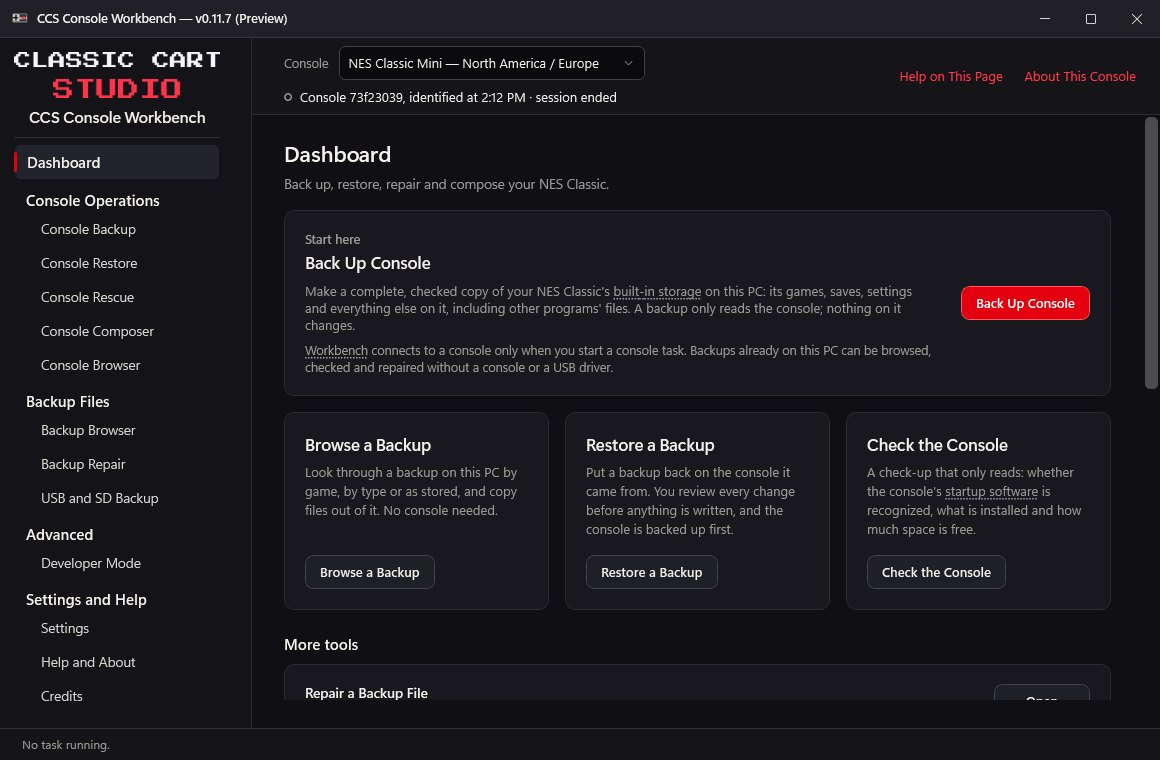 CCS Console Workbench — v0.11.7 (Preview)
CLASSIC CART
STUDIO
CCS Console Workbench
Dashboard
Console Operations
Console Backup
Console Restore
Console Rescue
Console Composer
Console Browser
Backup Files
Backup Browser
Backup Repair
USB and SD Backup
Advanced
Developer Mode
Settings and Help
Settings
Help and About
Credits
Console
NES Classic Mini — North America / Europe
Console 73f23039, identified at 2:12 PM · session ended
Help on This Page
About This Console
Dashboard
Back up, restore, repair and compose your NES Classic.
Start here
Back Up Console
Make a complete, checked copy of your NES Classic's built-in storage on this PC: its games, saves, settings
and everything else on it, including other programs' files. A backup only reads the console; nothing on it
changes.
Workbench connects to a console only when you start a console task. Backups already on this PC can be browsed,
checked and repaired without a console or a USB driver.
Back Up Console
Browse a Backup
Look through a backup on this PC by
game, by type or as stored, and copy
files out of it. No console needed.
Browse a Backup
Restore a Backup
Put a backup back on the console it
came from. You review every change
before anything is written, and the
console is backed up first.
Restore a Backup
Check the Console
A check-up that only reads: whether
the console's startup software is
recognized, what is installed and how
much space is free.
Check the Console
More tools
Repair a Backup File
Open
No task running.